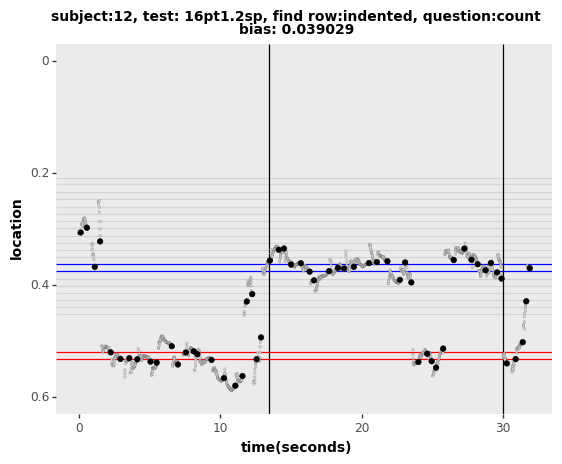 subject:12, test: 16pt1.2sp, find row:indented, question:count
bias: 0.039029
0
0.2
0.4
0.6
location
0
10
20
30
time(seconds)